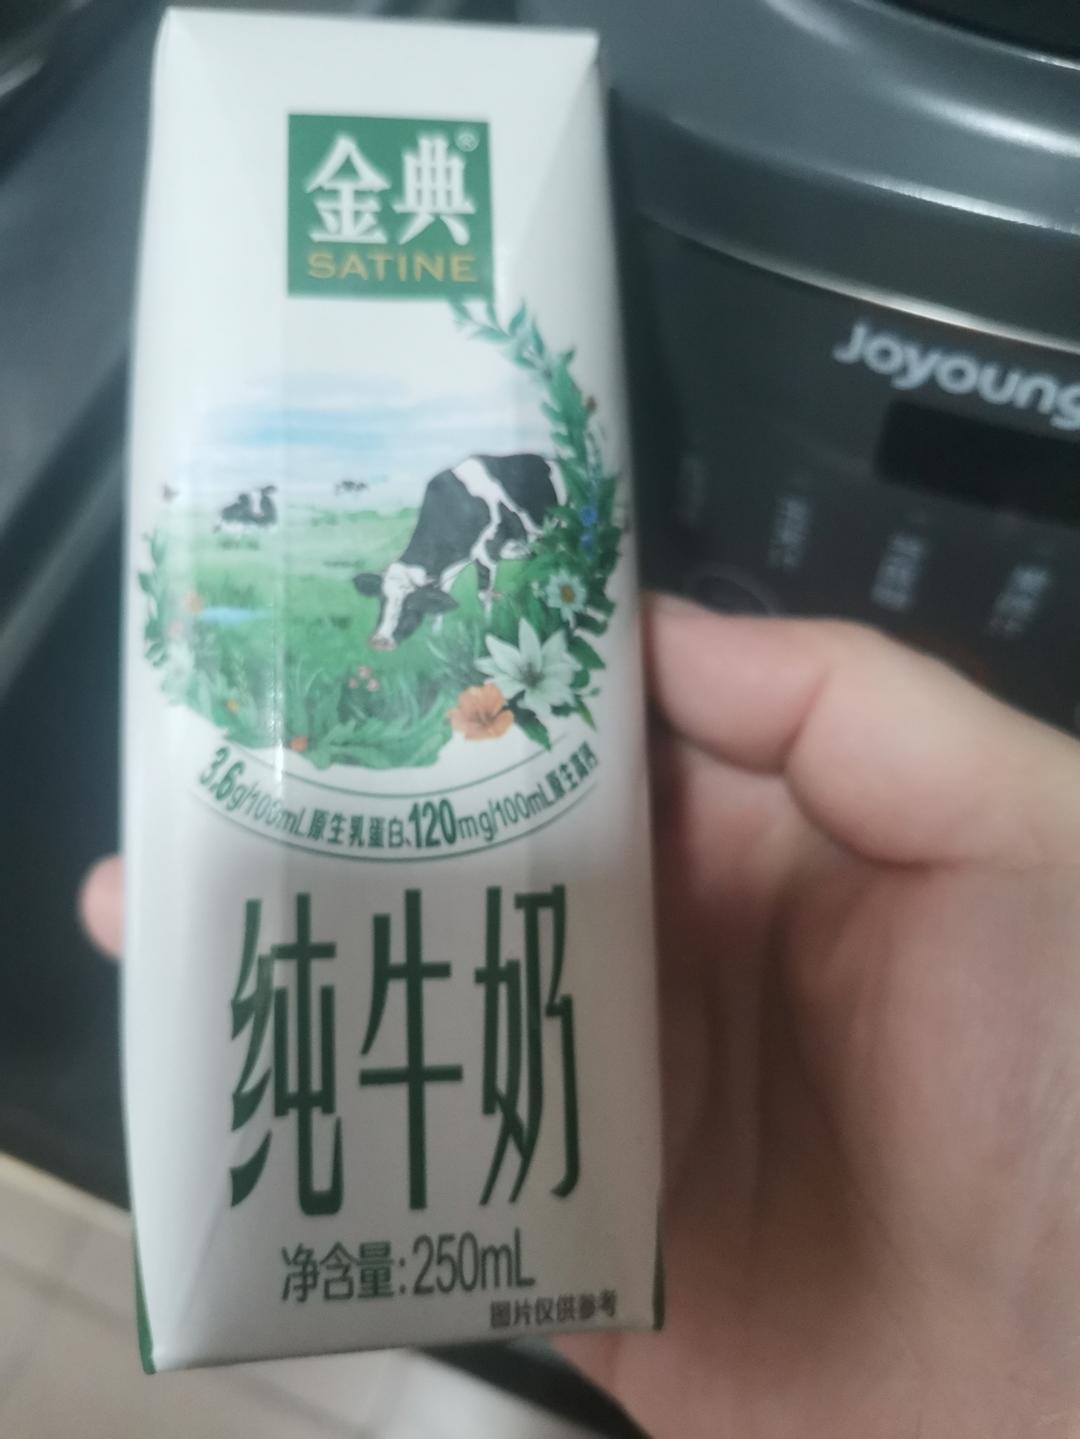 金典®
SATINE
3.6g/100mL原生乳蛋白、120mg/100mL原生高钙
纯牛奶
净含量:250mL
图片仅供参考
Joyoung